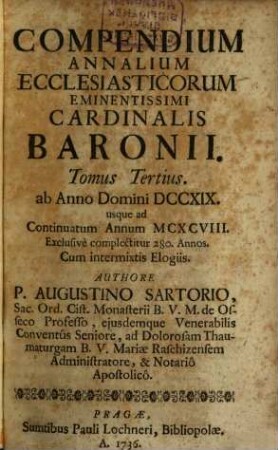 COMPENDIUM
ANNALIUM
ECCLESIASTICORUM
EMINENTISSIMI
CARDINALIS
BARONII.
Tomus Tertius.
ab Anno Domini DCCXIX.
usque ad
Continuatum Annum MCXCVIII.
Exclusivè complectitur 280. Annos.
Cum intermixtis Elogiis.
AUTHORE
P. AUGUSTINO SARTORIO,
Sac. Ord. Cist. Monasterii B. V. M. de Os-
seco Professo, ejusdemque Venerabilis
Conventûs Seniore, ad Dolorosam Thau-
maturgam B. V. Mariæ Raschizensem
Administratore, & Notariô
Apostolicô.
PRAGÆ,
Sumtibus Pauli Lochneri, Bibliopolæ.
A. 1736.